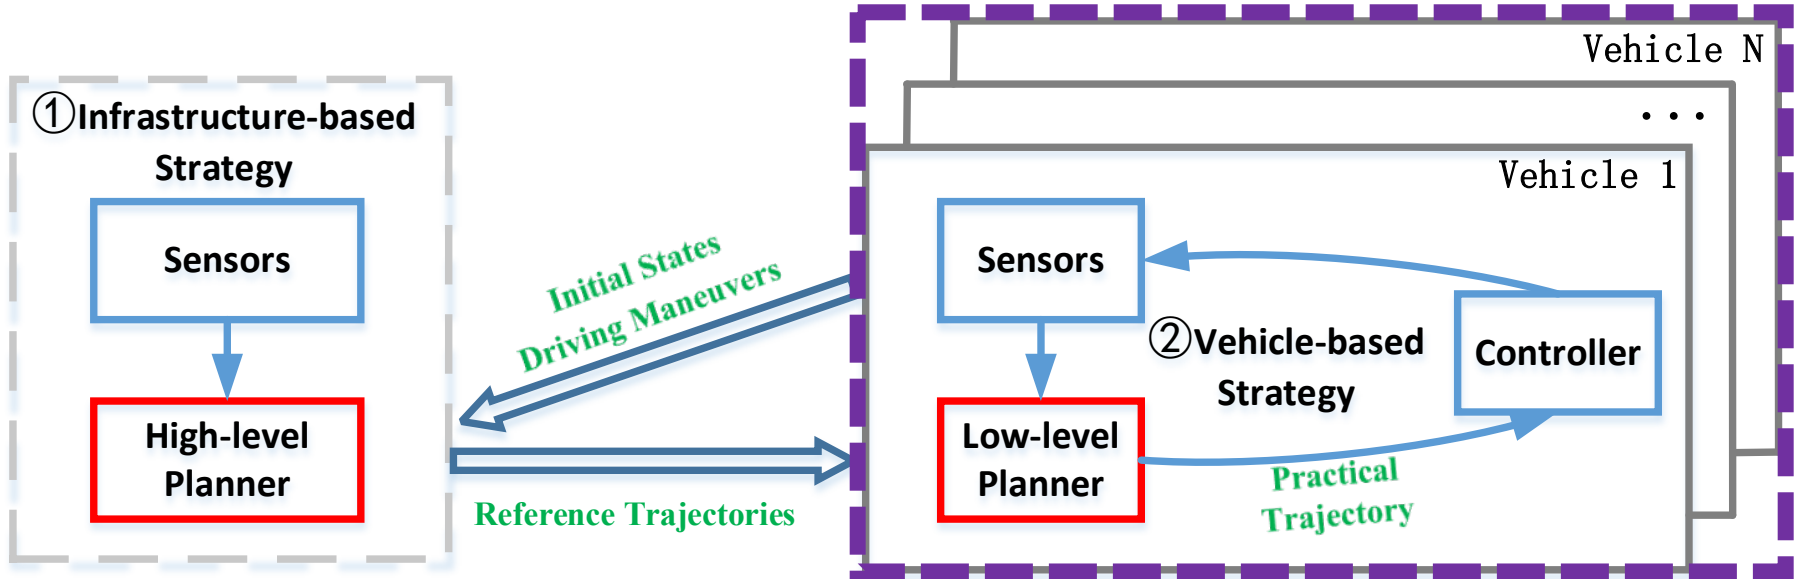 ①Infrastructure-based
Strategy
Sensors
High-level
Planner
Initial States
Driving Maneuvers
Reference Trajectories
Vehicle N
...
Vehicle 1
Sensors
②Vehicle-based
Strategy
Controller
Low-level
Planner
Practical
Trajectory